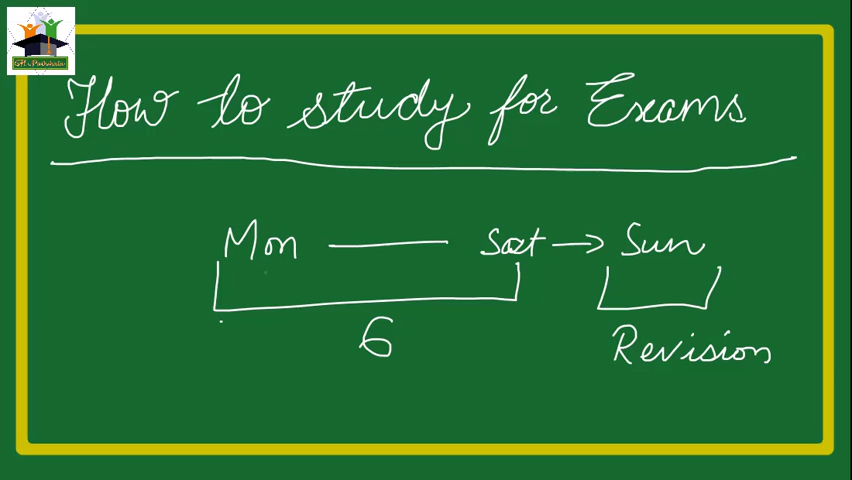 How to study for Exams
Mon — Sat → Sun
6
Revision